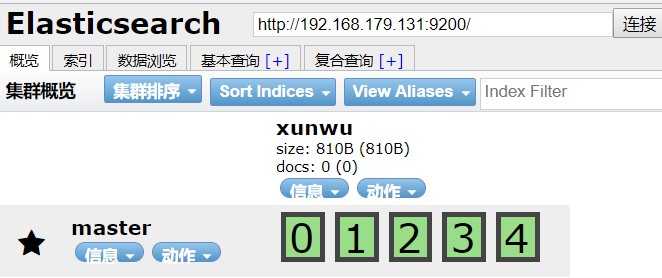 Elasticsearch http://192.168.179.131:9200/ 连接
概览 索引 数据浏览 基本查询 [+] 复合查询 [+]
集群概览 集群排序 Sort Indices View Aliases Index Filter
xunwu
size: 810B (810B)
docs: 0 (0)
信息 动作
master 0 1 2 3 4
信息 动作